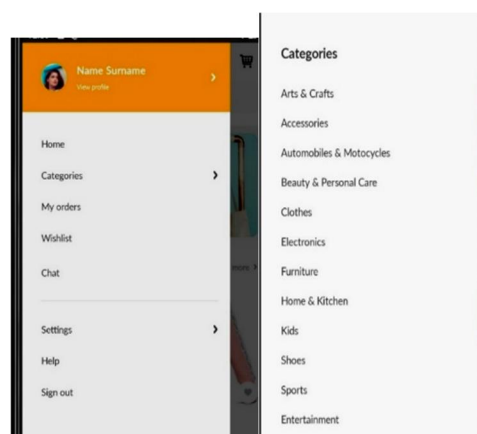 Name Surname
View profile
Home
Categories
My orders
Wishlist
Chat
Settings
Help
Sign out
more
Categories
Arts & Crafts
Accessories
Automobiles & Motocycles
Beauty & Personal Care
Clothes
Electronics
Furniture
Home & Kitchen
Kids
Shoes
Sports
Entertainment